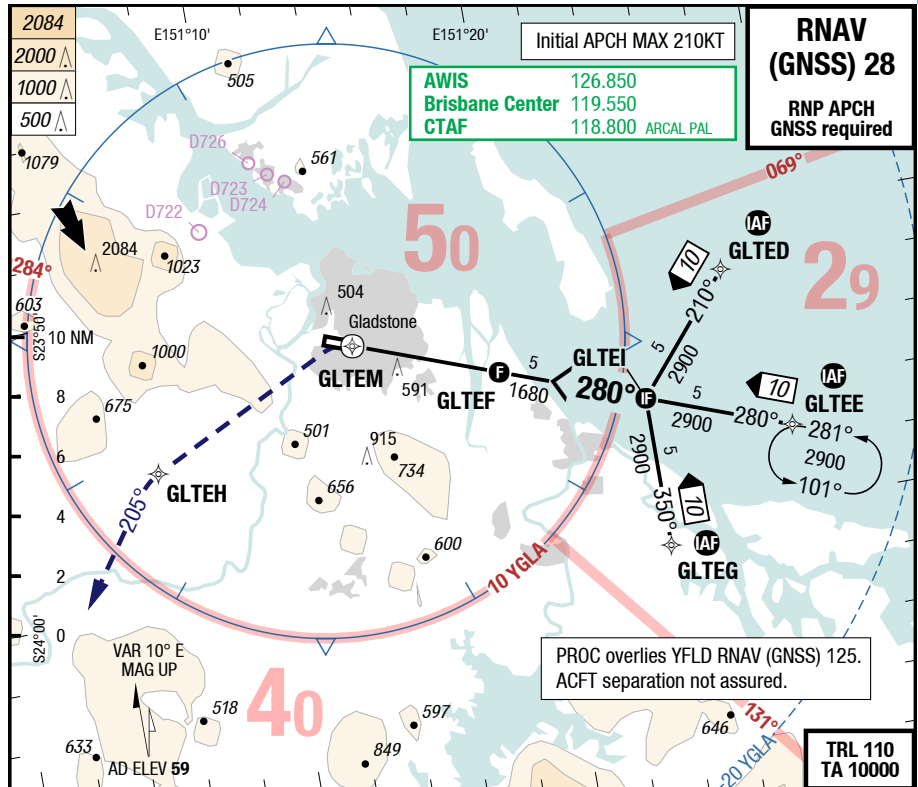 2084
2000
1000
500
E151°10'
E151°20'
Initial APCH MAX 210KT
RNAV
(GNSS) 28
RNP APCH
GNSS required
AWIS 126.850
Brisbane Center 119.550
CTAF 118.800 ARCAL PAL
505
1079
D726
561
D723
D724
D722
069°
50
IAF
GLTED
29
10
2084
1023
284°
210°
603
504
S23°50'
10 NM
Gladstone
5
2900
1000
GLTEM
591
F
GLTEF
5
1680
GLTEI
280°
IF
5
2900
10
IAF
GLTEE
280°
281°
2900
101°
8
675
501
915
734
2900
5
6
GLTEH
656
350°
10
IAF
GLTEG
205°
4
600
2
10 YGLA
0
S24°00'
VAR 10° E
MAG UP
PROC overlies YFLD RNAV (GNSS) 125.
ACFT separation not assured.
40
518
597
646
131°
633
849
AD ELEV 59
20 YGLA
TRL 110
TA 10000